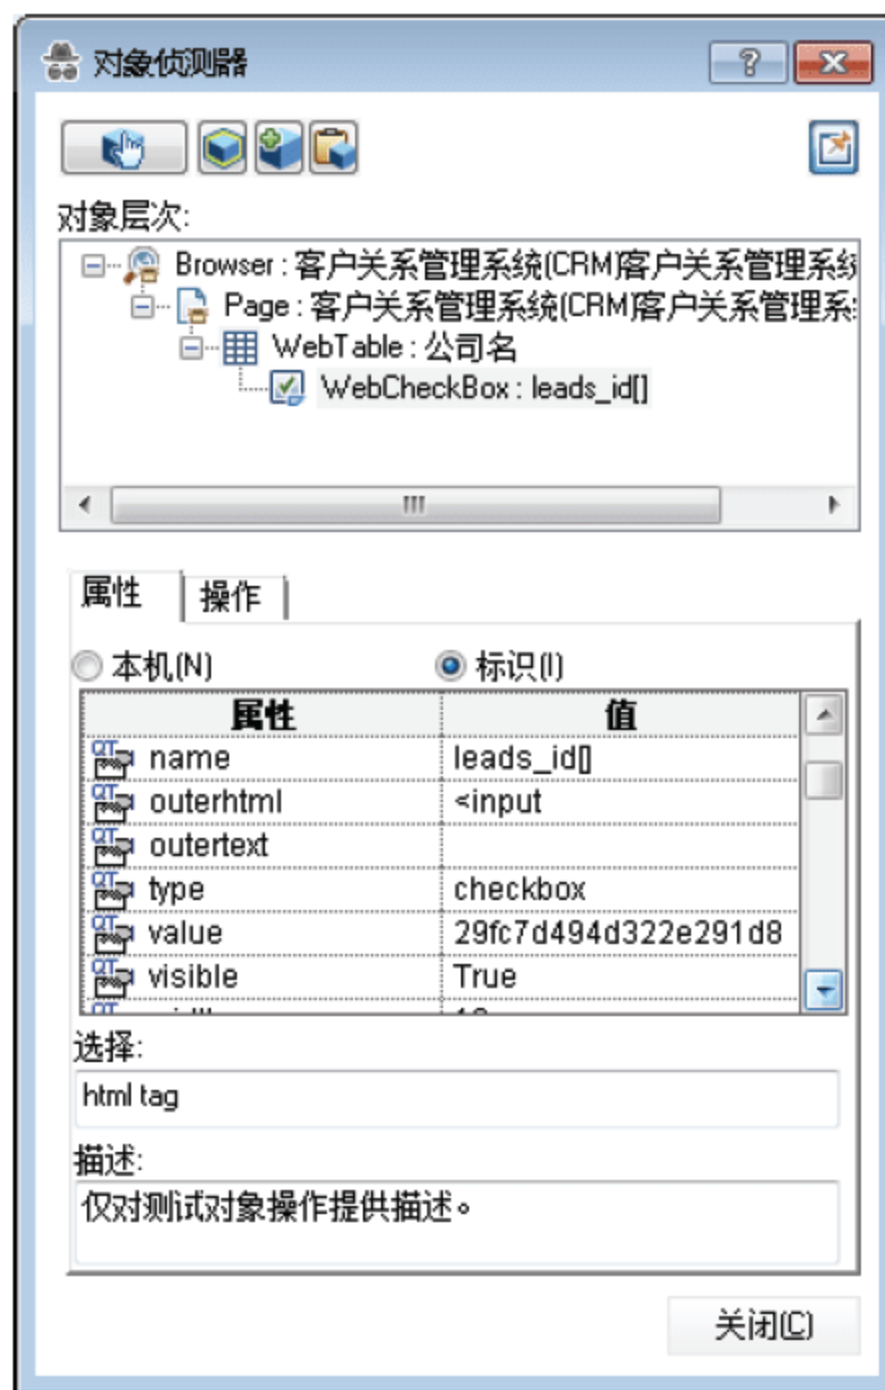 对象侦测器
对象层次:
Browser : 客户关系管理系统(CRM)客户关系管理系统
Page : 客户关系管理系统(CRM)客户关系管理系
WebTable : 公司名
WebCheckBox : leads_id[]
属性 操作
本机(N) 标识(I)
属性 值
name leads_id[]
outerhtml <input
outertext
type checkbox
value 29fc7d494d322e291d8
visible True
选择:
html tag
描述:
仅对测试对象操作提供描述。
关闭(C)